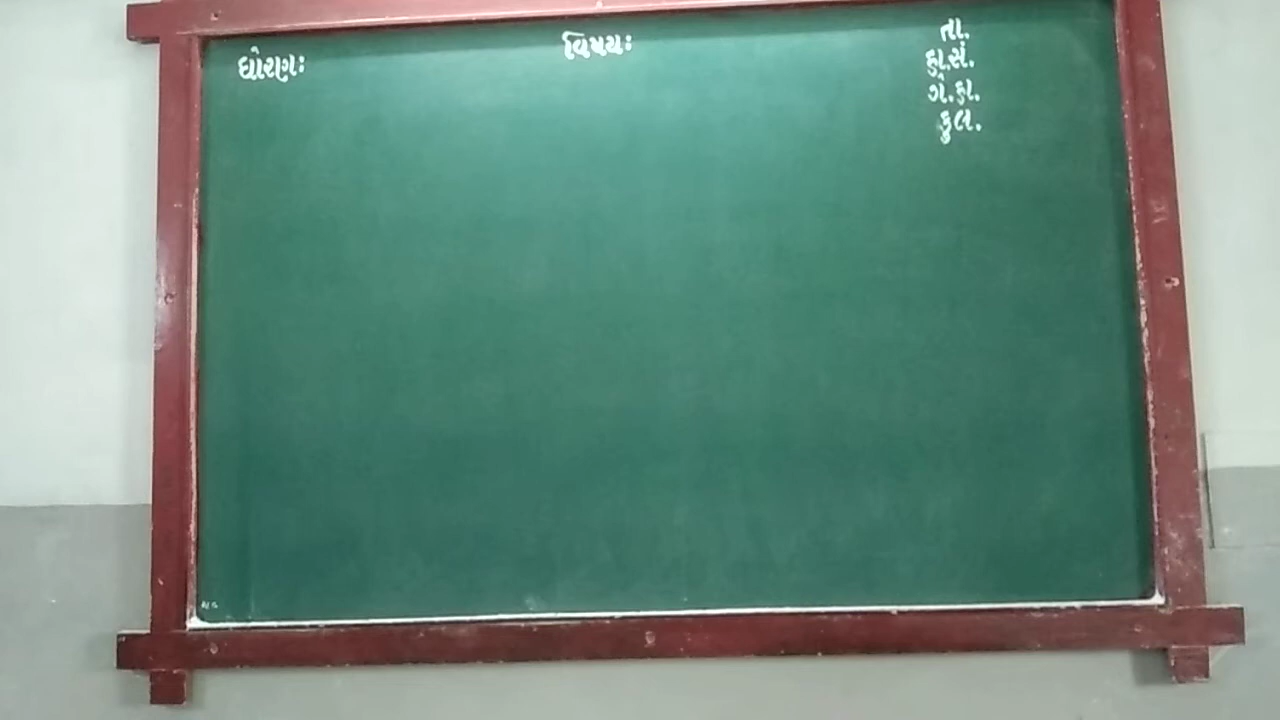 ધોરણઃ
વિષયઃ
તા.
હા.સં.
ગે.હા.
કુલ.